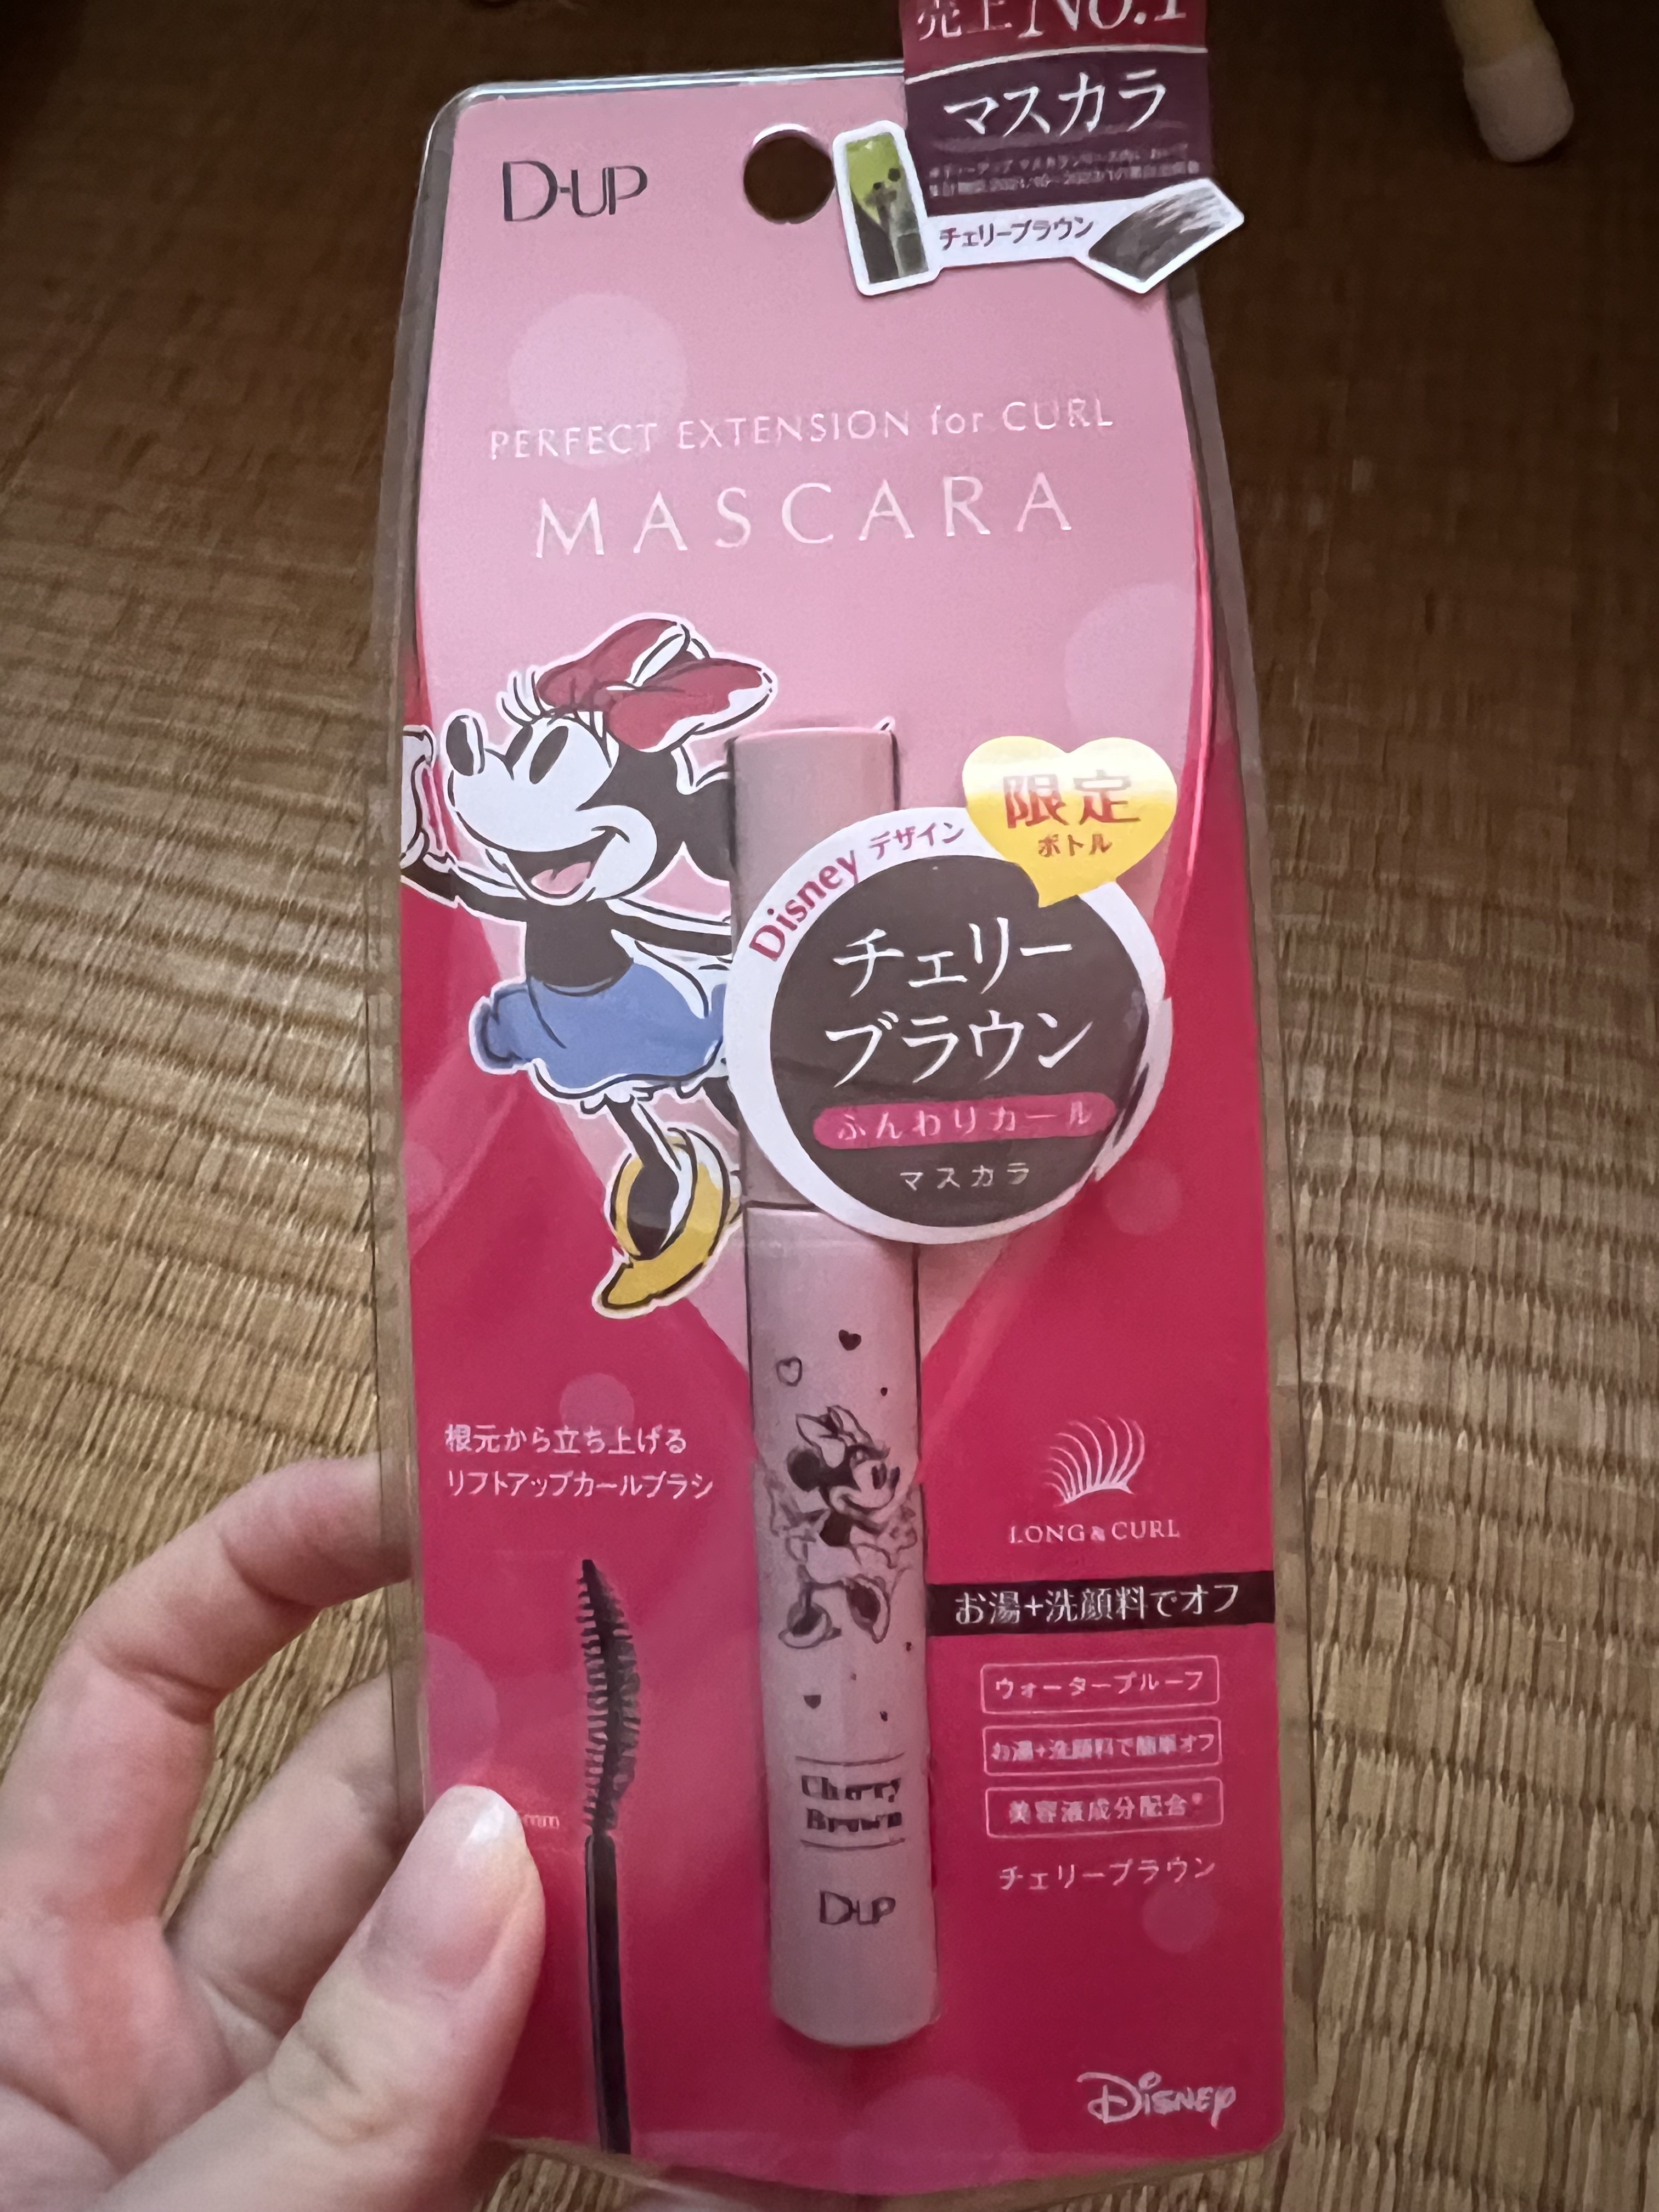 売上No.1
マスカラ
チェリーブラウン
D-UP
PERFECT EXTENSION for CURL
MASCARA
限定
ボトル
Disney デザイン
チェリー
ブラウン
ふんわりカール
マスカラ
根元から立ち上げる
リフトアップカールブラシ
LONG & CURL
お湯+洗顔料でオフ
ウォータープルーフ
お湯+洗顔料で簡単オフ
美容液成分配合*
チェリーブラウン
mm
Cherry
Brown
D-UP
Disney